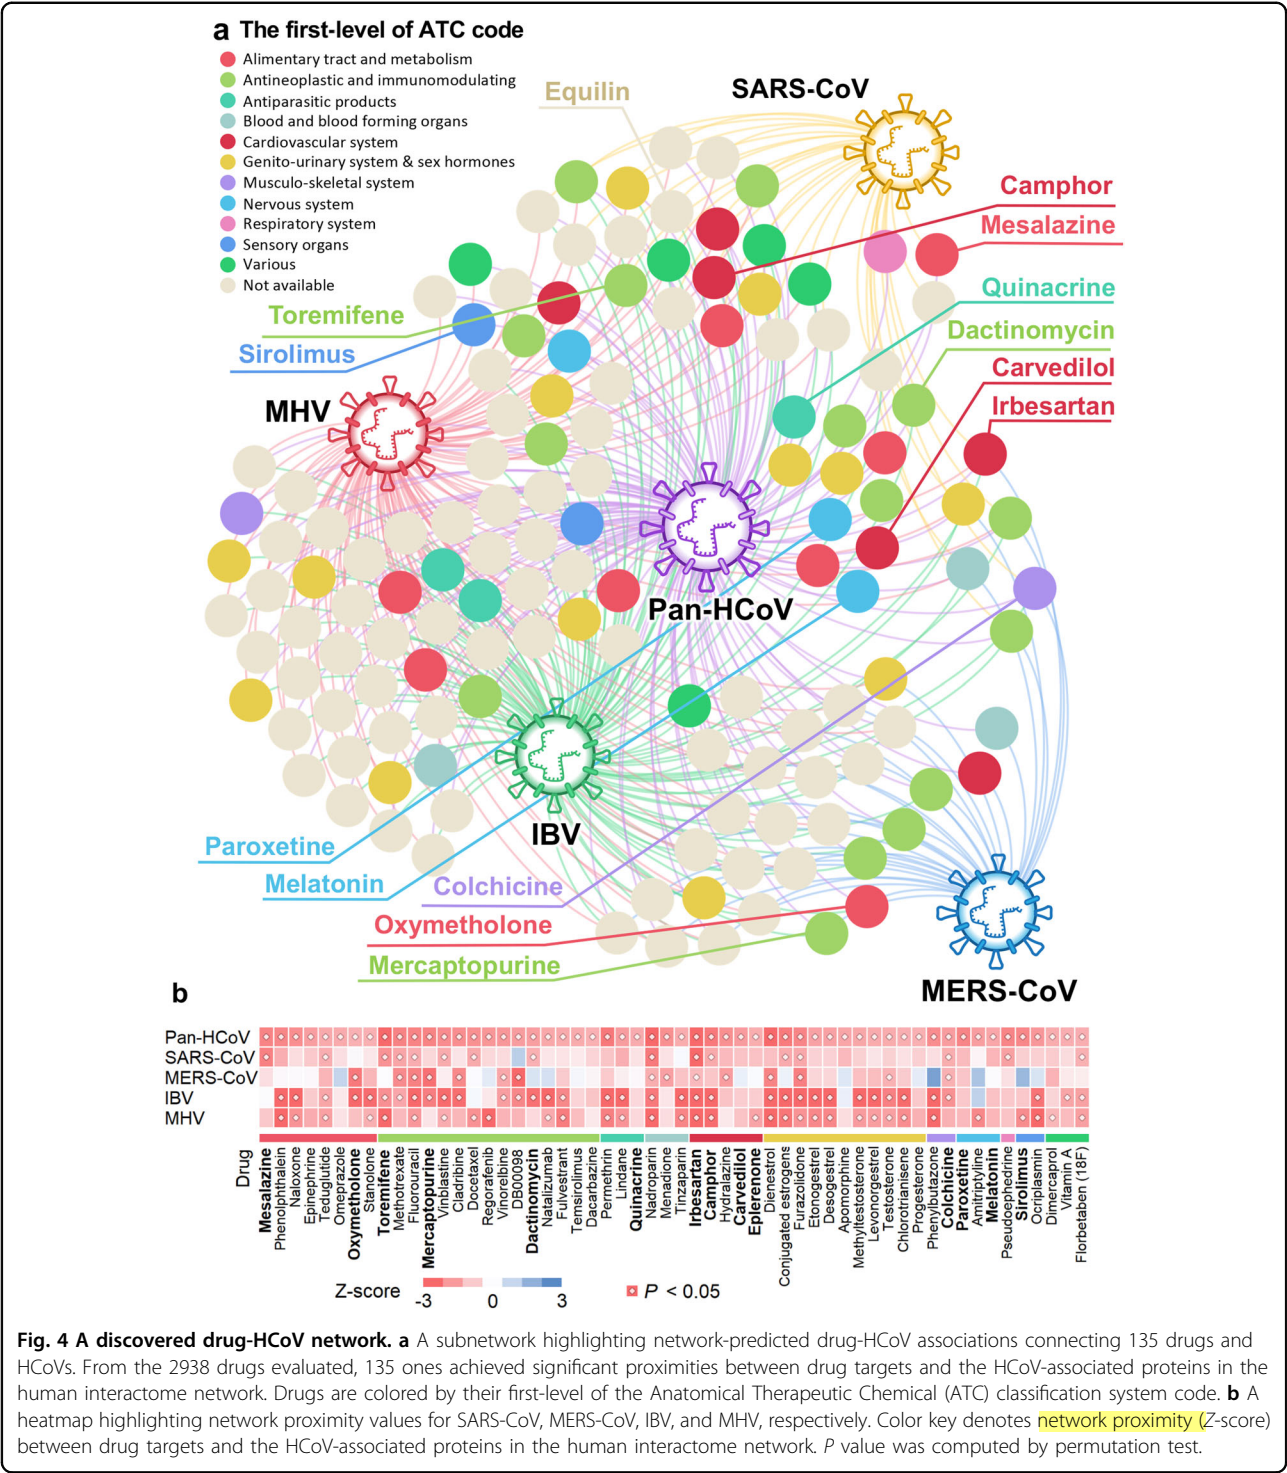 a The first-level of ATC code
Alimentary tract and metabolism
Antineoplastic and immunomodulating
Antiparasitic products
Blood and blood forming organs
Cardiovascular system
Genito-urinary system & sex hormones
Musculo-skeletal system
Nervous system
Respiratory system
Sensory organs
Various
Not available
Equilin
SARS-CoV
Camphor
Mesalazine
Quinacrine
Dactinomycin
Carvedilol
Irbesartan
Toremifene
Sirolimus
MHV
Pan-HCoV
IBV
Paroxetine
Melatonin
Colchicine
Oxymetholone
Mercaptopurine
MERS-CoV
b
Pan-HCoV
SARS-CoV
MERS-CoV
IBV
MHV
Drug
Mesalazine
Phenolphthalein
Naloxone
Epinephrine
Teduglutide
Omeprazole
Oxymetholone
Stanolone
Toremifene
Methotrexate
Fluorouracil
Mercaptopurine
Vinblastine
Cladribine
Docetaxel
Regorafenib
Vinorelbine
DB00098
Dactinomycin
Natalizumab
Fulvestrant
Temsirolimus
Dacarbazine
Permethrin
Lindane
Quinacrine
Nadroparin
Menadione
Tinzaparin
Irbesartan
Camphor
Hydralazine
Carvedilol
Eplerenone
Dienestrol
Conjugated estrogens
Furazolidone
Etonogestrel
Desogestrel
Apomorphine
Methyltestosterone
Levonorgestrel
Testosterone
Chlorotrianisene
Progesterone
Phenylbutazone
Colchicine
Paroxetine
Amitriptyline
Melatonin
Pseudoephedrine
Sirolimus
Ocriplasmin
Dimercaprol
Vitamin A
Florbetaben (18F)
Z-score
-3 0 3
P < 0.05
Fig. 4 A discovered drug-HCoV network. a A subnetwork highlighting network-predicted drug-HCoV associations connecting 135 drugs and
HCoVs. From the 2938 drugs evaluated, 135 ones achieved significant proximities between drug targets and the HCoV-associated proteins in the
human interactome network. Drugs are colored by their first-level of the Anatomical Therapeutic Chemical (ATC) classification system code. b A
heatmap highlighting network proximity values for SARS-CoV, MERS-CoV, IBV, and MHV, respectively. Color key denotes network proximity (Z-score)
between drug targets and the HCoV-associated proteins in the human interactome network. P value was computed by permutation test.